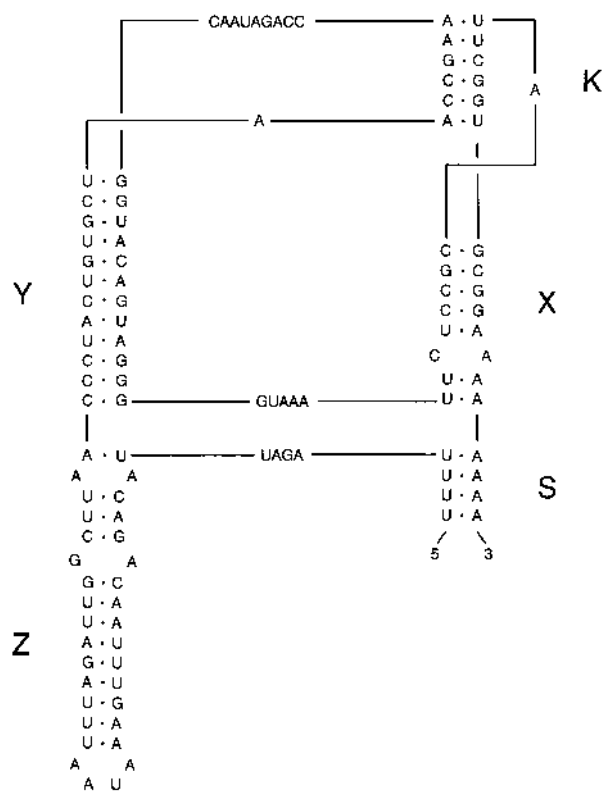 CAAUAGACC A · U
A · U
G · C
C · G K
C · G A
A A · U
U · G
C · G
G · U
U · A
G · C C · G
U · A G · C
C · G C · G
Y A · U C · G X
U · A U · A
C · G C A
C · G U · A
C · G GUAAA U · A
A · U UAGA U · A
A A U · A S
U · C U · A
U · A U · A
C · G 5 3
G A
G · C
U · A
U · A
Z A · U
G · U
A · U
U · G
U · A
U · A
A A
A U